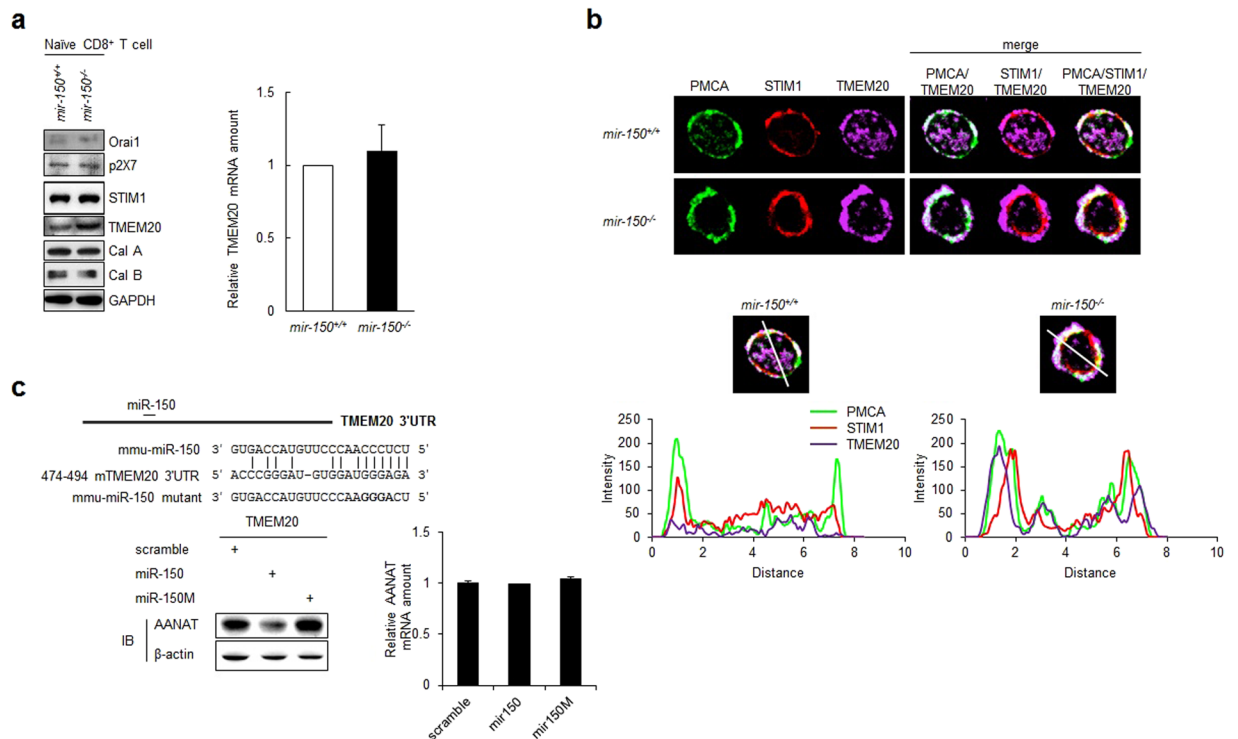 a
Naïve CD8+ T cell
mir-150+/+
mir-150-/-
Orai1
p2X7
STIM1
TMEM20
Cal A
Cal B
GAPDH
Relative TMEM20 mRNA amount
1.5
1
0.5
0
mir-150+/+ mir-150-/-
b
merge
PMCA STIM1 TMEM20 PMCA/TMEM20 STIM1/TMEM20 PMCA/STIM1/TMEM20
mir-150+/+
mir-150-/-
mir-150+/+ mir-150-/-
PMCA
STIM1
TMEM20
Intensity
250
200
150
100
50
0
0 2 4 6 8 10
Distance
Intensity
250
200
150
100
50
0
0 2 4 6 8 10
Distance
c
miR-150
TMEM20 3'UTR
mmu-miR-150 3' GUGACCAUGUUCCCAACCCUCU 5'
474-494 mTMEM20 3'UTR 5' ACCCGGGAU-GUGGAUGGGAGA 3'
mmu-miR-150 mutant 3' GUGACCAUGUUCCCAAGGGACU 5'
TMEM20
scramble +
miR-150 +
miR-150M +
IB
AANAT
β-actin
Relative AANAT
mRNA amount
1.5
1
0.5
0
scramble
mir150
mir150M